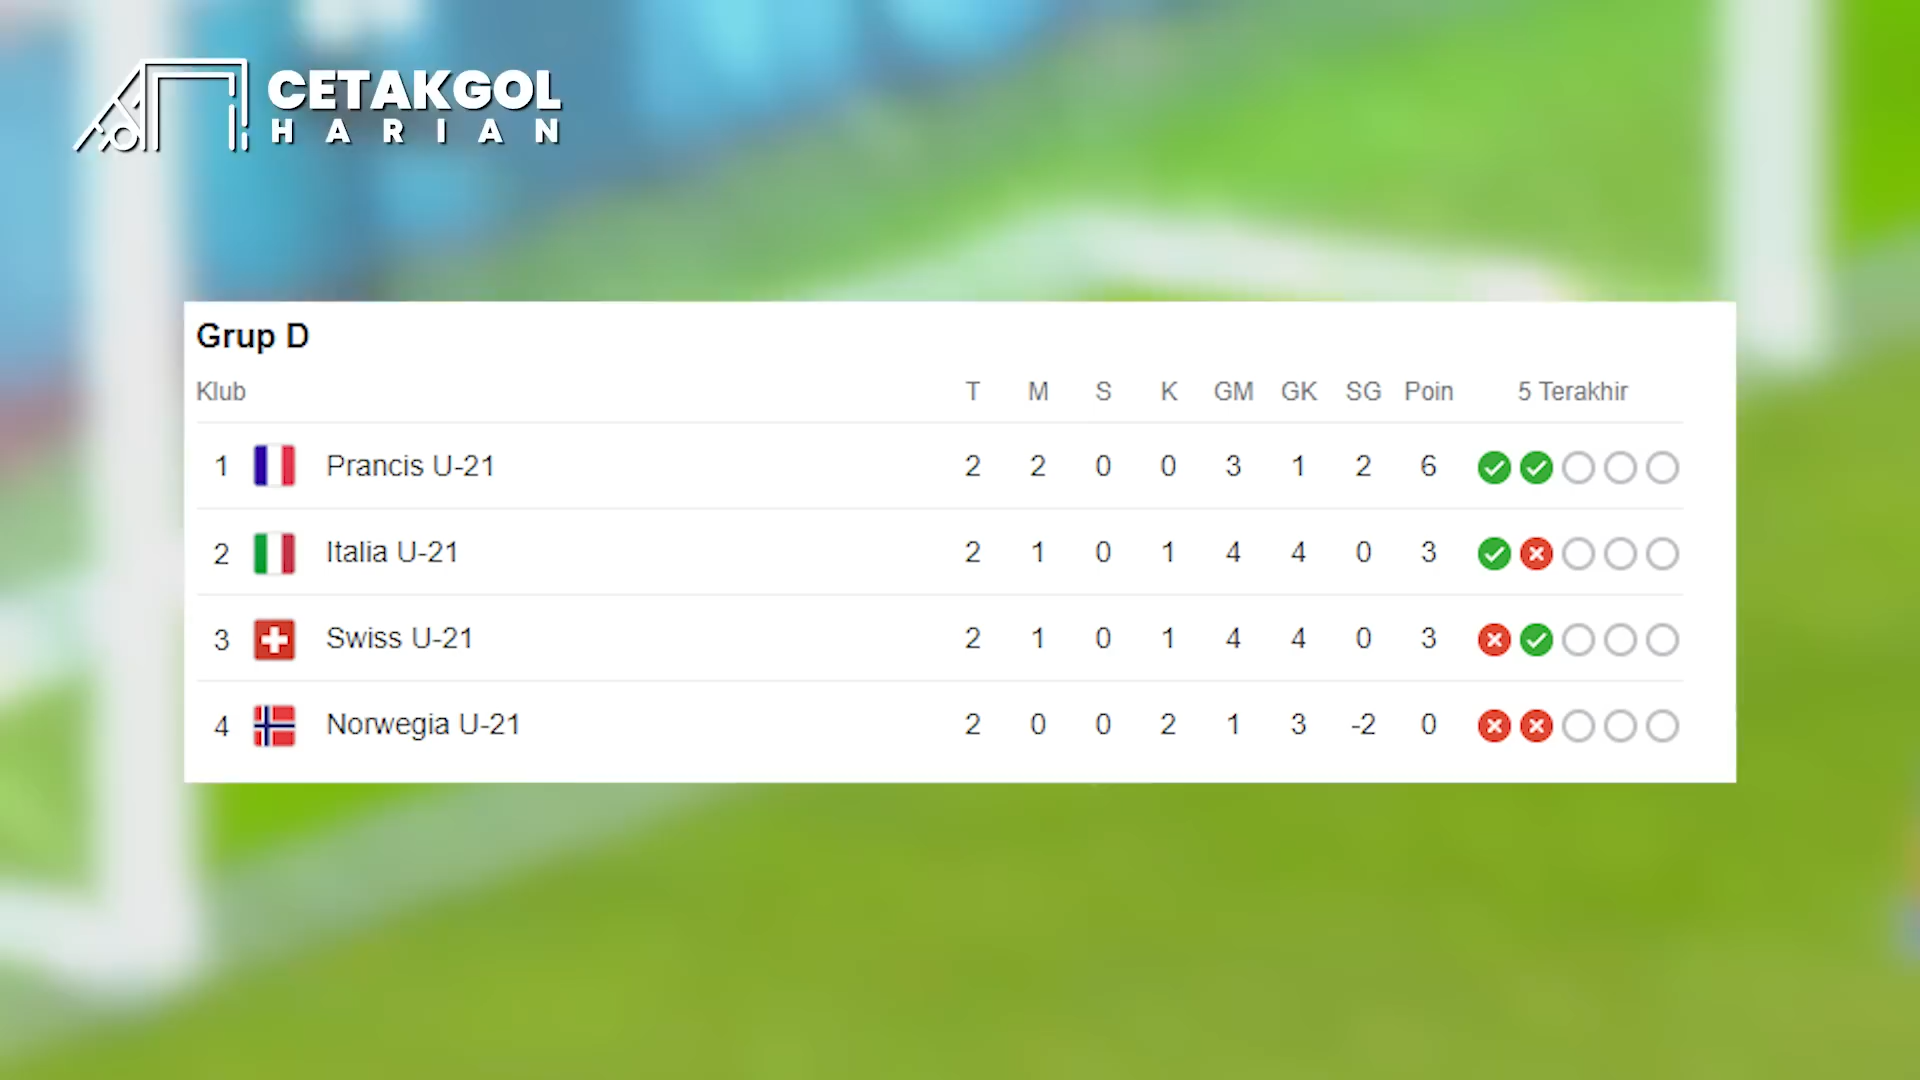 CETAKGOL
HARIAN
Grup D
Klub T M S K GM GK SG Poin 5 Terakhir
1 Prancis U-21 2 2 0 0 3 1 2 6
2 Italia U-21 2 1 0 1 4 4 0 3
3 Swiss U-21 2 1 0 1 4 4 0 3
4 Norwegia U-21 2 0 0 2 1 3 -2 0